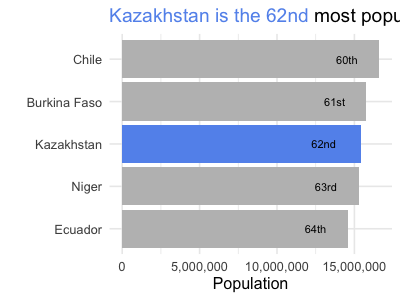 Kazakhstan is the 62nd most
Chile 60th
Burkina Faso 61st
Kazakhstan 62nd
Niger 63rd
Ecuador 64th
0 5,000,000 10,000,000 15,000,000
Population